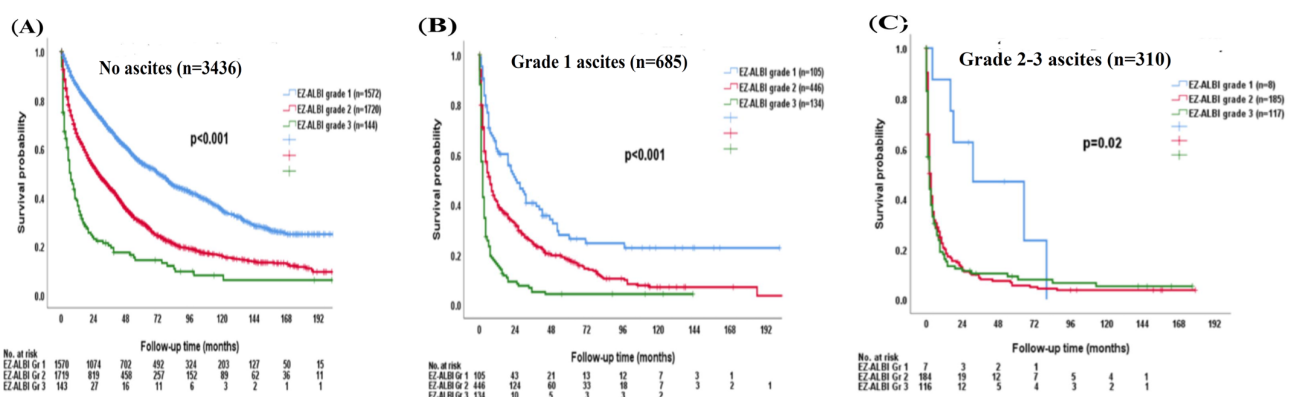 (A)
No ascites (n=3436)
EZ-ALBI grade 1 (n=1572)
EZ-ALBI grade 2 (n=1720)
EZ-ALBI grade 3 (n=144)
p<0.001
Survival probability
1.0
0.8
0.6
0.4
0.2
0.0
0 24 48 72 96 120 144 168 192
Follow-up time (months)
No. at risk
EZ-ALBI Gr 1 1570 1074 702 492 324 203 127 50 15
EZ-ALBI Gr 2 1719 819 458 257 152 89 62 36 11
EZ-ALBI Gr 3 143 27 16 11 6 3 2 1 1
(B)
Grade 1 ascites (n=685)
EZ-ALBI grade 1 (n=105)
EZ-ALBI grade 2 (n=446)
EZ-ALBI grade 3 (n=134)
p<0.001
Survival probability
1.0
0.8
0.6
0.4
0.2
0.0
0 24 48 72 96 120 144 168 192
Follow-up time (months)
No. at risk
EZ-ALBI Gr 1 105 43 21 13 12 7 3 1
EZ-ALBI Gr 2 446 124 60 33 18 7 3 2 1
EZ-ALBI Gr 3 134 10 5 3 3 2
(C)
Grade 2-3 ascites (n=310)
EZ-ALBI grade 1 (n=8)
EZ-ALBI grade 2 (n=185)
EZ-ALBI grade 3 (n=117)
p=0.02
Survival probability
1.0
0.8
0.6
0.4
0.2
0.0
0 24 48 72 96 120 144 168 192
Follow-up time (months)
No. at risk
EZ-ALBI Gr 1 7 3 2 1
EZ-ALBI Gr 2 184 19 12 7 5 4 1
EZ-ALBI Gr 3 116 12 5 4 3 2 1